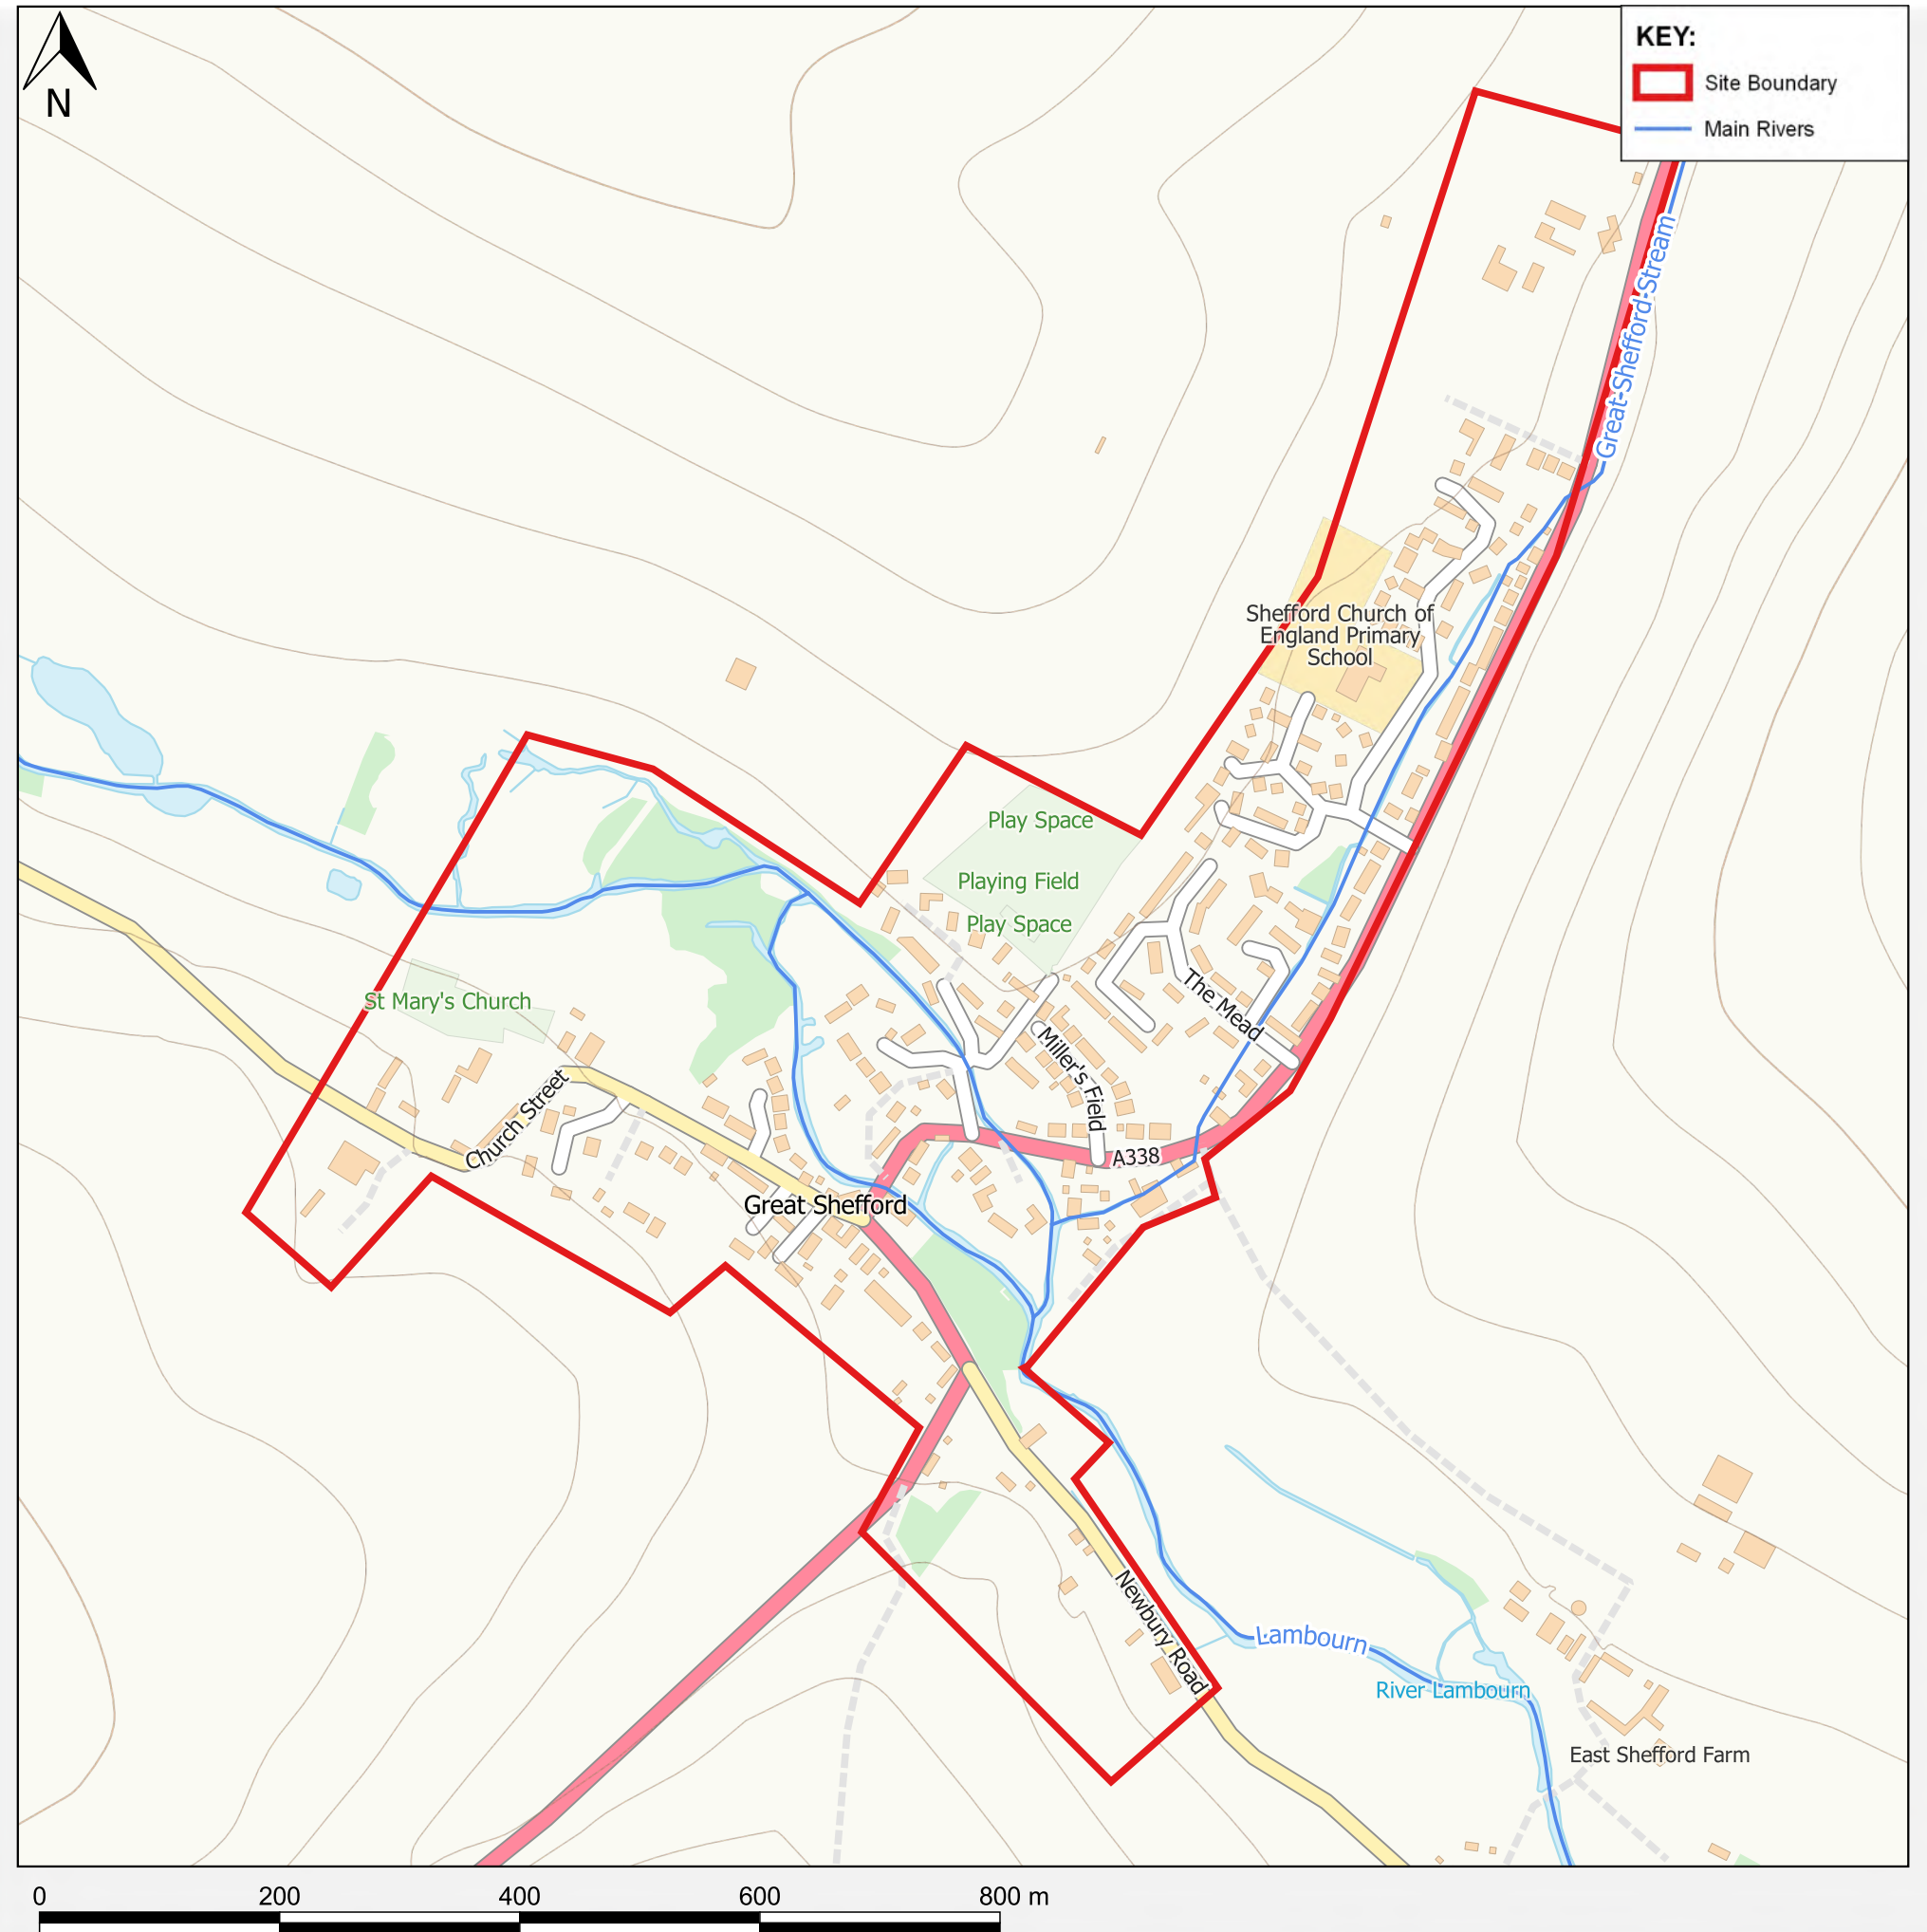 N
KEY:
Site Boundary
Main Rivers
Great-Shefford-Stream
Shefford Church of
England Primary
School
Play Space
Playing Field
Play Space
St Mary's Church
The Mead
Miller's Field
Church Street
A338
Great Shefford
Newbury Road
Lambourn
River Lambourn
East Shefford Farm
0 200 400 600 800 m